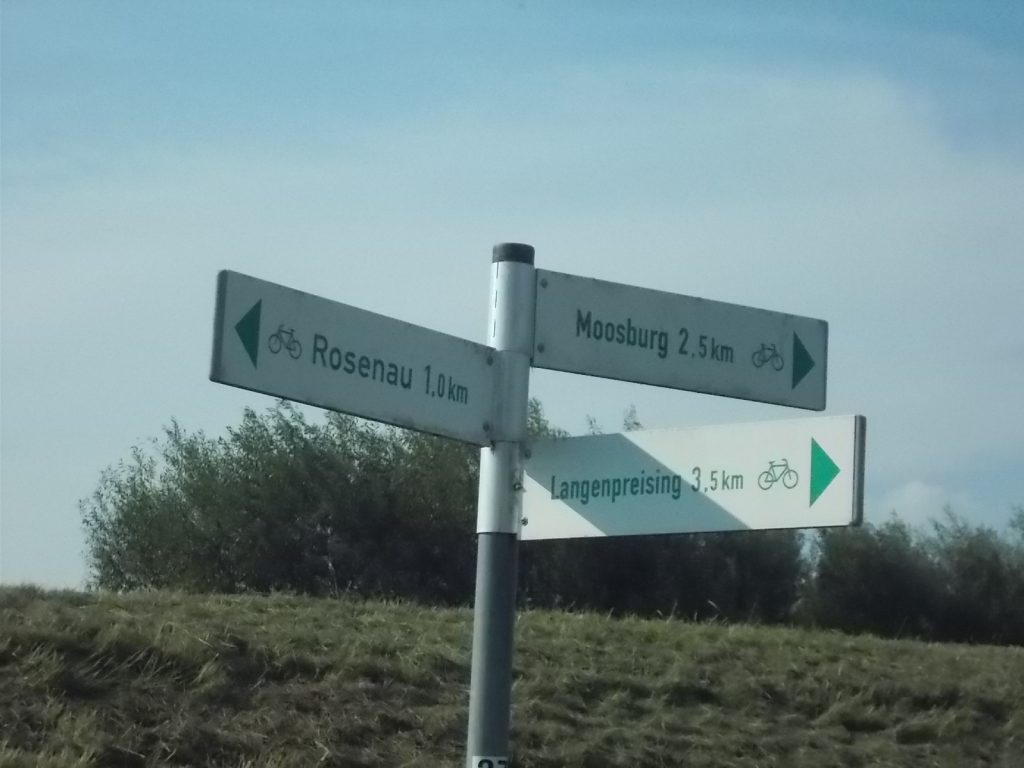 Rosenau 1,0 km
Moosburg 2,5 km
Langenpreising 3,5 km